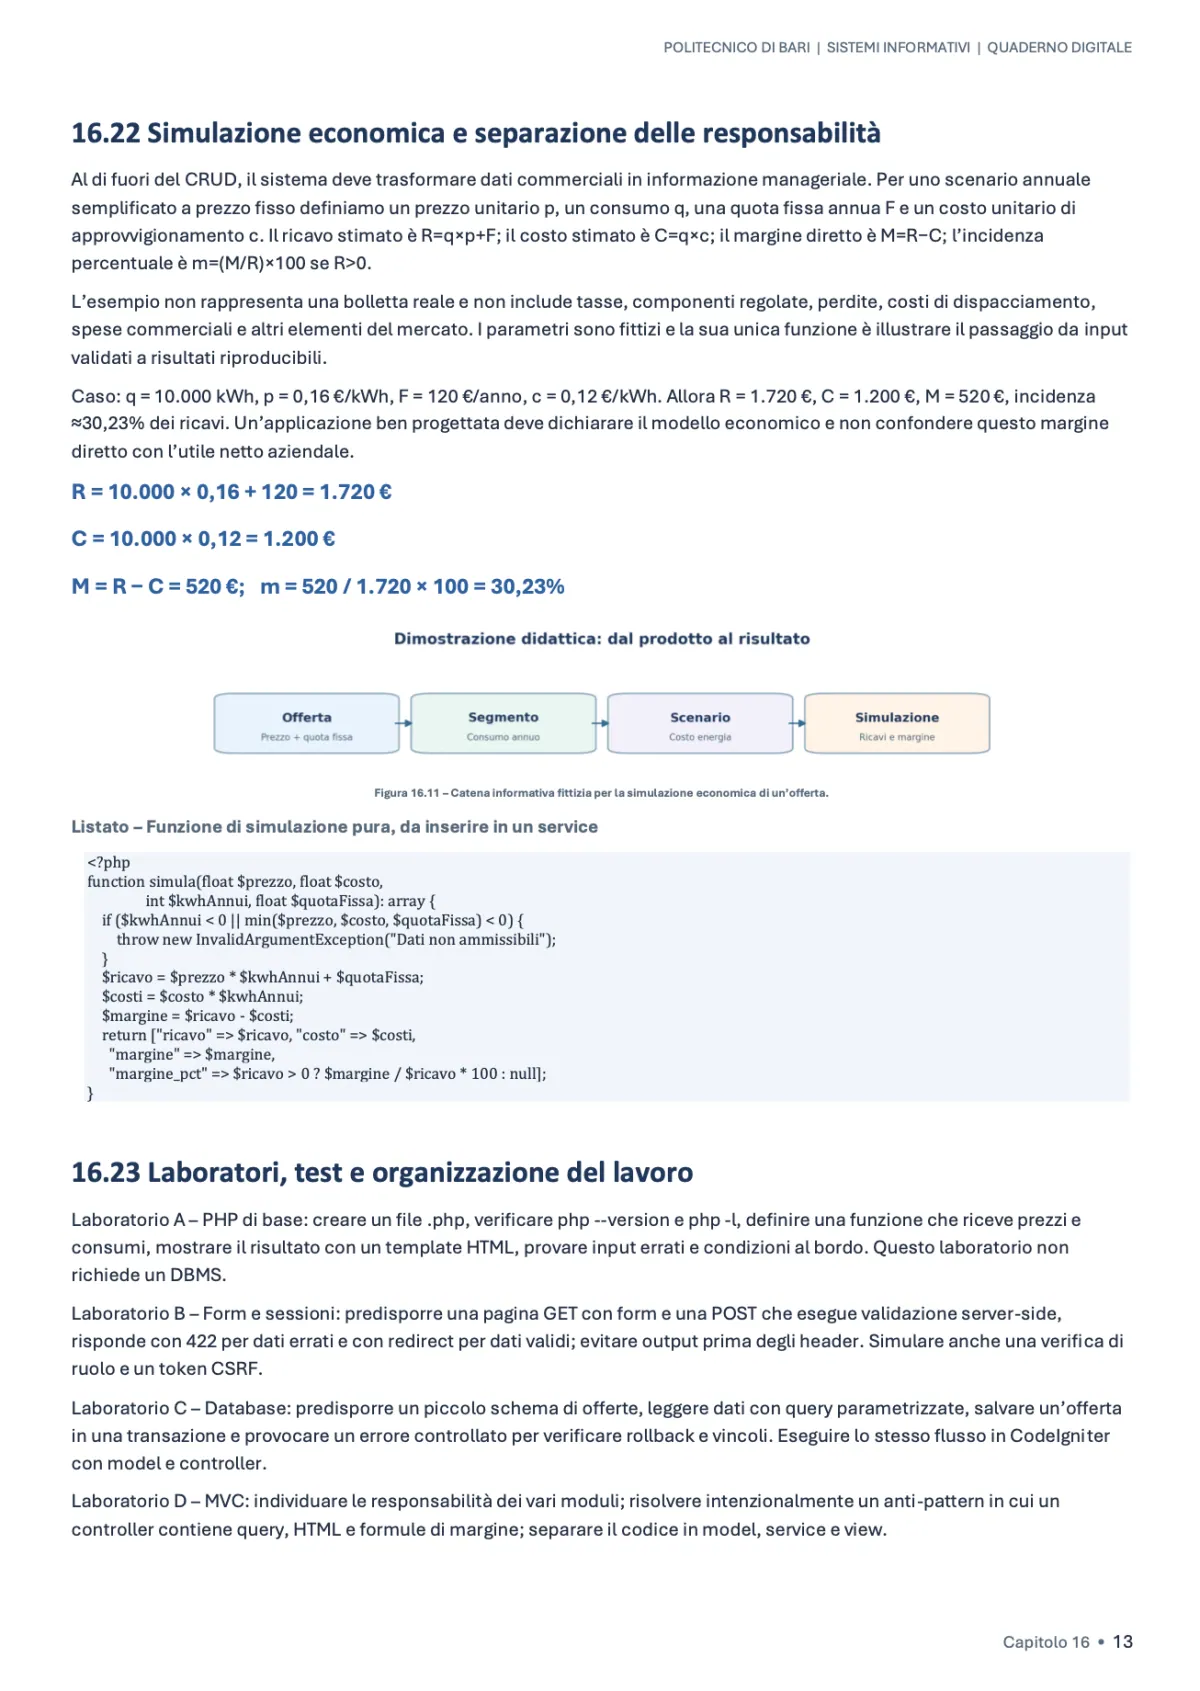 POLITECNICO DI BARI | SISTEMI INFORMATIVI | QUADERNO DIGITALE
16.22 Simulazione economica e separazione delle responsabilità
Al di fuori del CRUD, il sistema deve trasformare dati commerciali in informazione manageriale. Per uno scenario annuale
semplificato a prezzo fisso definiamo un prezzo unitario p, un consumo q, una quota fissa annua F e un costo unitario di
approvvigionamento c. Il ricavo stimato è R=q×p+F; il costo stimato è C=q×c; il margine diretto è M=R−C; l’incidenza
percentuale è m=(M/R)×100 se R>0.
L’esempio non rappresenta una bolletta reale e non include tasse, componenti regolate, perdite, costi di dispacciamento,
spese commerciali e altri elementi del mercato. I parametri sono fittizi e la sua unica funzione è illustrare il passaggio da input
validati a risultati riproducibili.
Caso: q = 10.000 kWh, p = 0,16 €/kWh, F = 120 €/anno, c = 0,12 €/kWh. Allora R = 1.720 €, C = 1.200 €, M = 520 €, incidenza
≈30,23% dei ricavi. Un’applicazione ben progettata deve dichiarare il modello economico e non confondere questo margine
diretto con l’utile netto aziendale.
R = 10.000 × 0,16 + 120 = 1.720 €
C = 10.000 × 0,12 = 1.200 €
M = R − C = 520 €; m = 520 / 1.720 × 100 = 30,23%
Dimostrazione didattica: dal prodotto al risultato
Offerta
Prezzo + quota fissa
Segmento
Consumo annuo
Scenario
Costo energia
Simulazione
Ricavi e margine
Figura 16.11 – Catena informativa fittizia per la simulazione economica di un’offerta.
Listato – Funzione di simulazione pura, da inserire in un service
<?php
function simula(float $prezzo, float $costo,
int $kwhAnnui, float $quotaFissa): array {
if ($kwhAnnui < 0 || min($prezzo, $costo, $quotaFissa) < 0) {
throw new InvalidArgumentException("Dati non ammissibili");
}
$ricavo = $prezzo * $kwhAnnui + $quotaFissa;
$costi = $costo * $kwhAnnui;
$margine = $ricavo - $costi;
return ["ricavo" => $ricavo, "costo" => $costi,
"margine" => $margine,
"margine_pct" => $ricavo > 0 ? $margine / $ricavo * 100 : null];
}
16.23 Laboratori, test e organizzazione del lavoro
Laboratorio A – PHP di base: creare un file .php, verificare php --version e php -l, definire una funzione che riceve prezzi e
consumi, mostrare il risultato con un template HTML, provare input errati e condizioni al bordo. Questo laboratorio non
richiede un DBMS.
Laboratorio B – Form e sessioni: predisporre una pagina GET con form e una POST che esegue validazione server-side,
risponde con 422 per dati errati e con redirect per dati validi; evitare output prima degli header. Simulare anche una verifica di
ruolo e un token CSRF.
Laboratorio C – Database: predisporre un piccolo schema di offerte, leggere dati con query parametrizzate, salvare un’offerta
in una transazione e provocare un errore controllato per verificare rollback e vincoli. Eseguire lo stesso flusso in CodeIgniter
con model e controller.
Laboratorio D – MVC: individuare le responsabilità dei vari moduli; risolvere intenzionalmente un anti-pattern in cui un
controller contiene query, HTML e formule di margine; separare il codice in model, service e view.
Capitolo 16 • 13